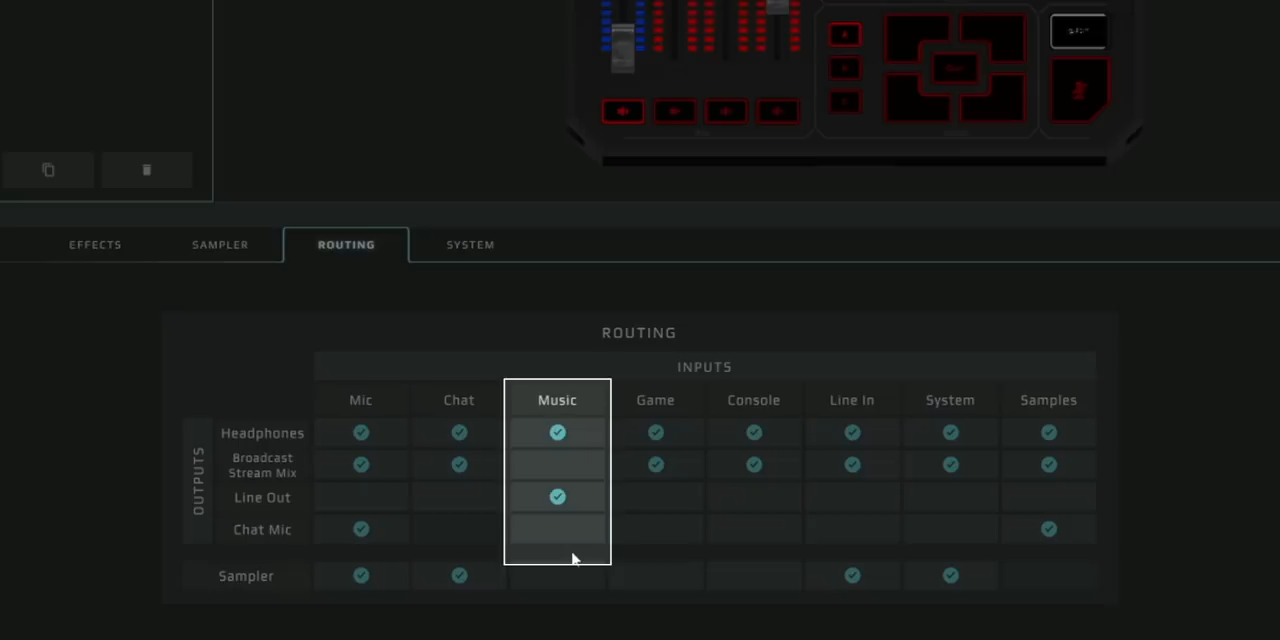 EFFECTS SAMPLER ROUTING SYSTEM
ROUTING
INPUTS
Mic Chat Music Game Console Line In System Samples
OUTPUTS
Headphones
Broadcast
Stream Mix
Line Out
Chat Mic
Sampler